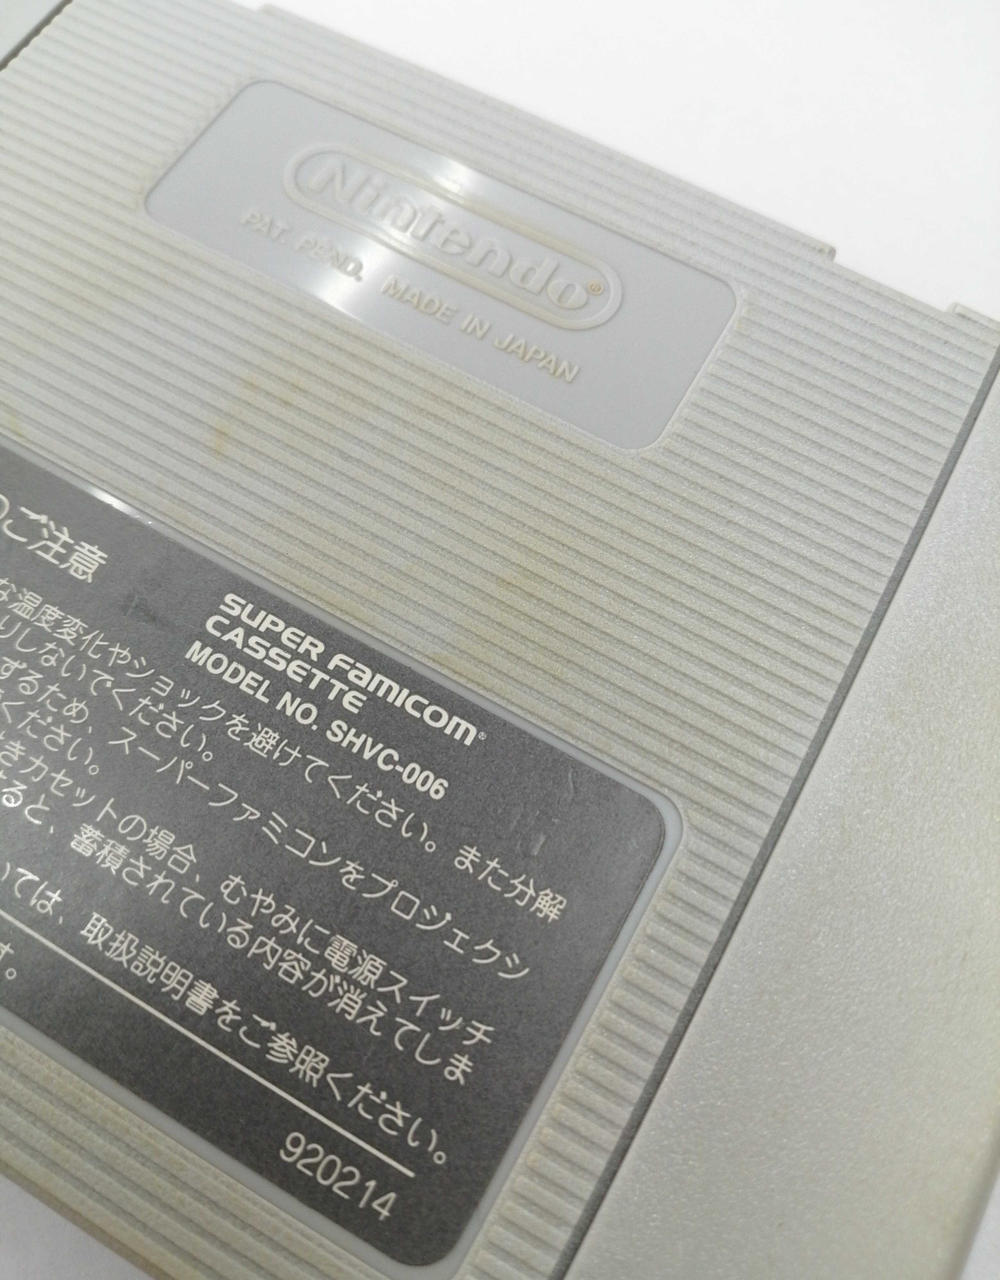 Nintendo®
PAT. PEND. MADE IN JAPAN
ご注意
SUPER FAMICOM®
CASSETTE
MODEL NO. SHVC-006
な温度変化やショックを避けてください。また分解
りしないでください。
するため、スーパーファミコンをプロジェクシ
ください。
きカセットの場合、むやみに電源スイッチ
ると、蓄積されている内容が消えてしま
いては、取扱説明書をご参照ください。
す。
920214